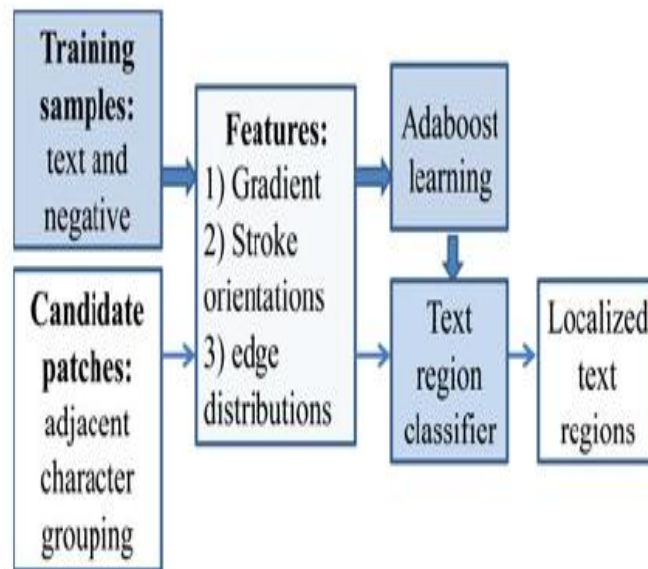 Training
samples:
text and
negative
Candidate
patches:
adjacent
character
grouping
Features:
1) Gradient
2) Stroke
orientations
3) edge
distributions
Adaboost
learning
Text
region
classifier
Localized
text
regions